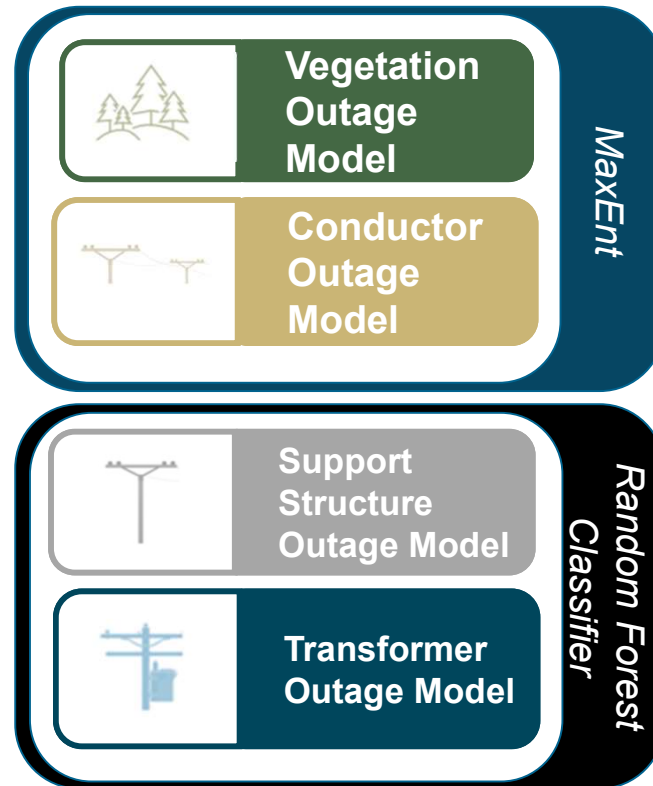 Vegetation
Outage
Model
Conductor
Outage
Model
MaxEnt
Support
Structure
Outage Model
Transformer
Outage Model
Random Forest
Classifier